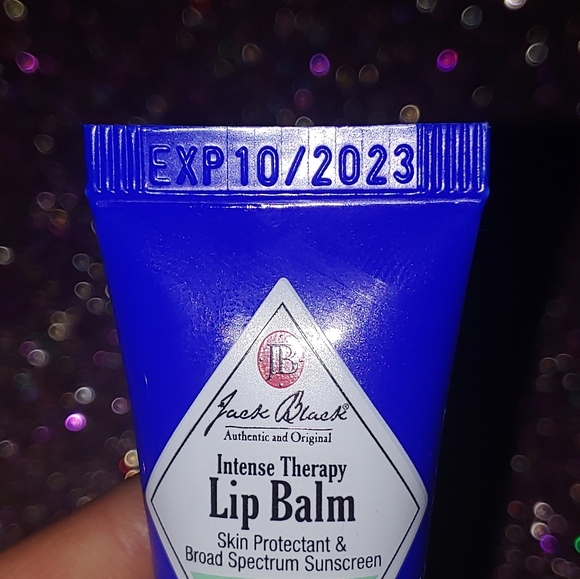 EXP 10/2023
JB
Jack Black®
Authentic and Original
Intense Therapy
Lip Balm
Skin Protectant &
Broad Spectrum Sunscreen